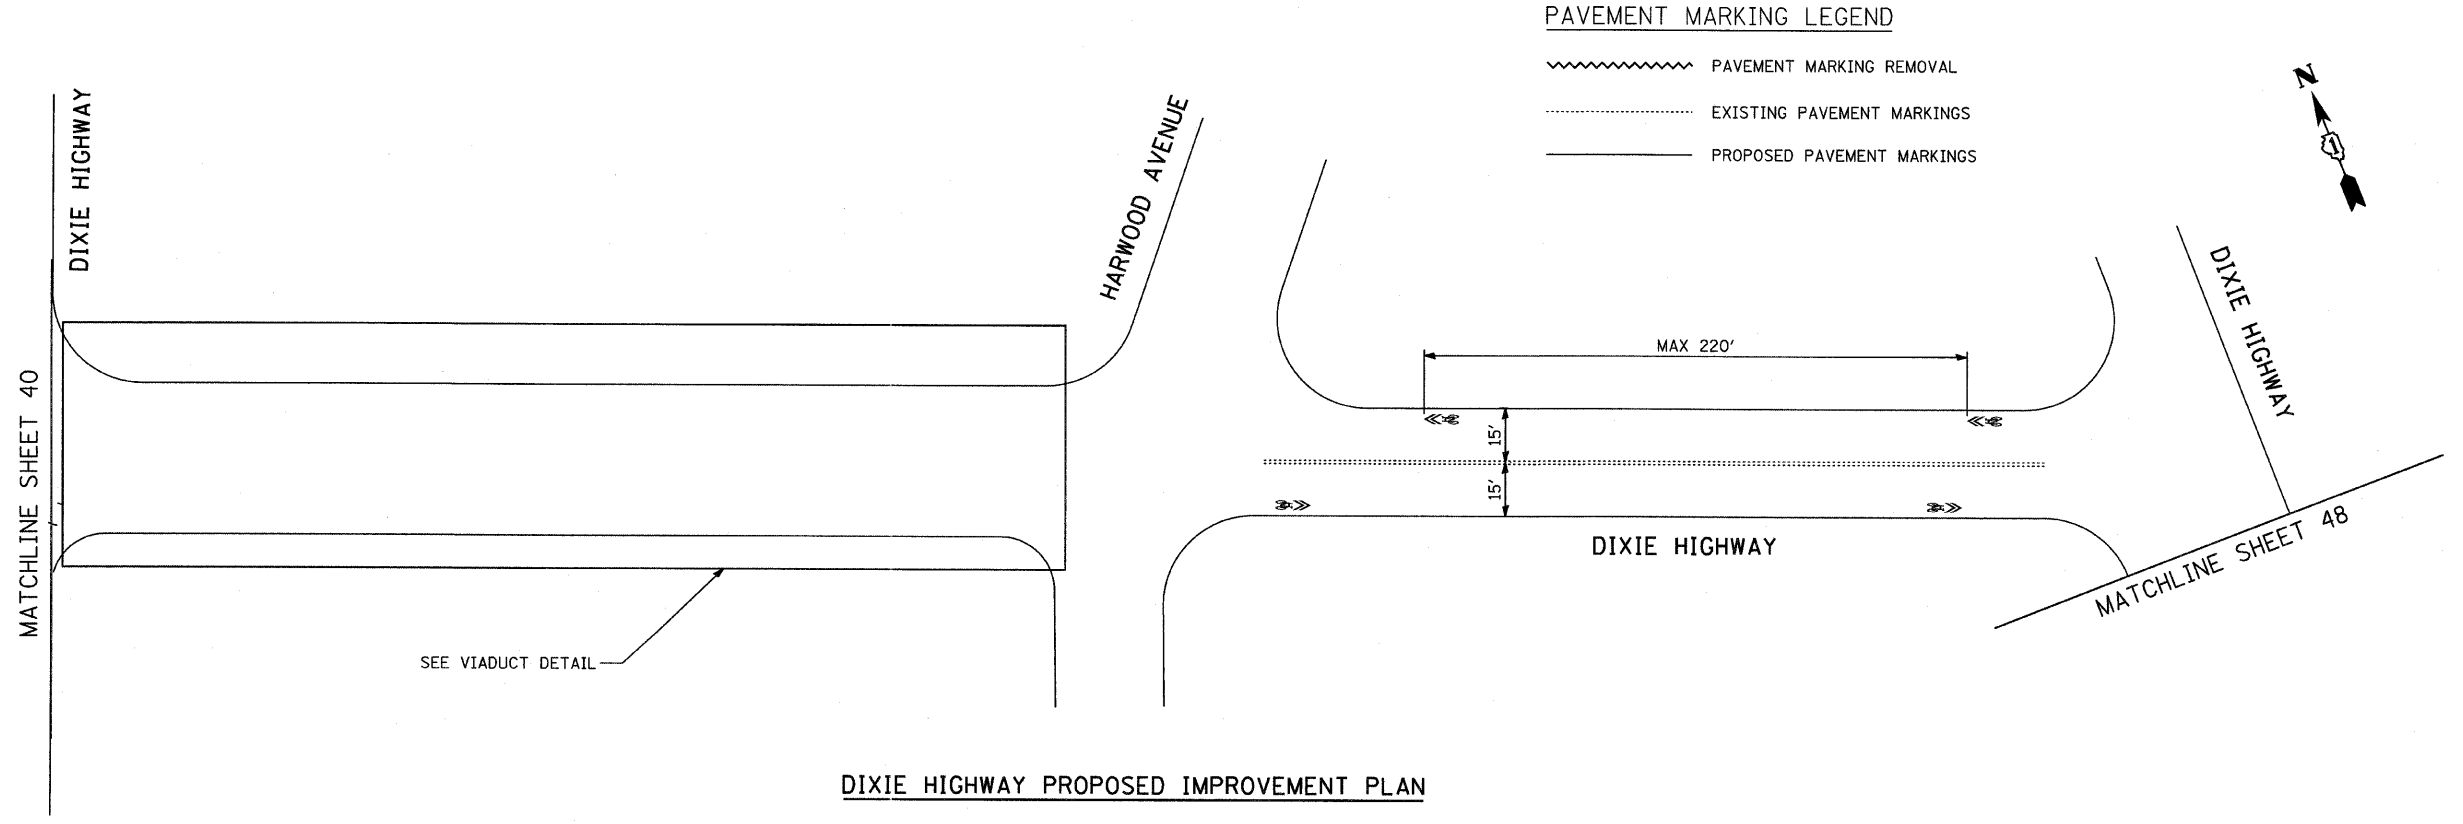 PAVEMENT MARKING LEGEND
PAVEMENT MARKING REMOVAL
EXISTING PAVEMENT MARKINGS
PROPOSED PAVEMENT MARKINGS
N
1
DIXIE HIGHWAY
HARWOOD AVENUE
DIXIE HIGHWAY
MAX 220'
15'
15'
MATCHLINE SHEET 40
DIXIE HIGHWAY
MATCHLINE SHEET 48
SEE VIADUCT DETAIL
DIXIE HIGHWAY PROPOSED IMPROVEMENT PLAN